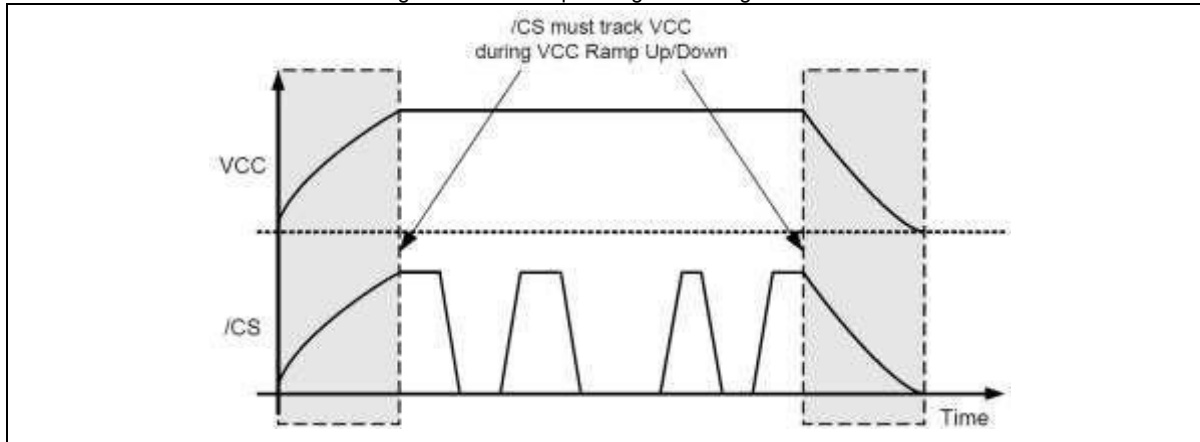 /CS must track VCC
during VCC Ramp Up/Down
VCC
/CS
Time